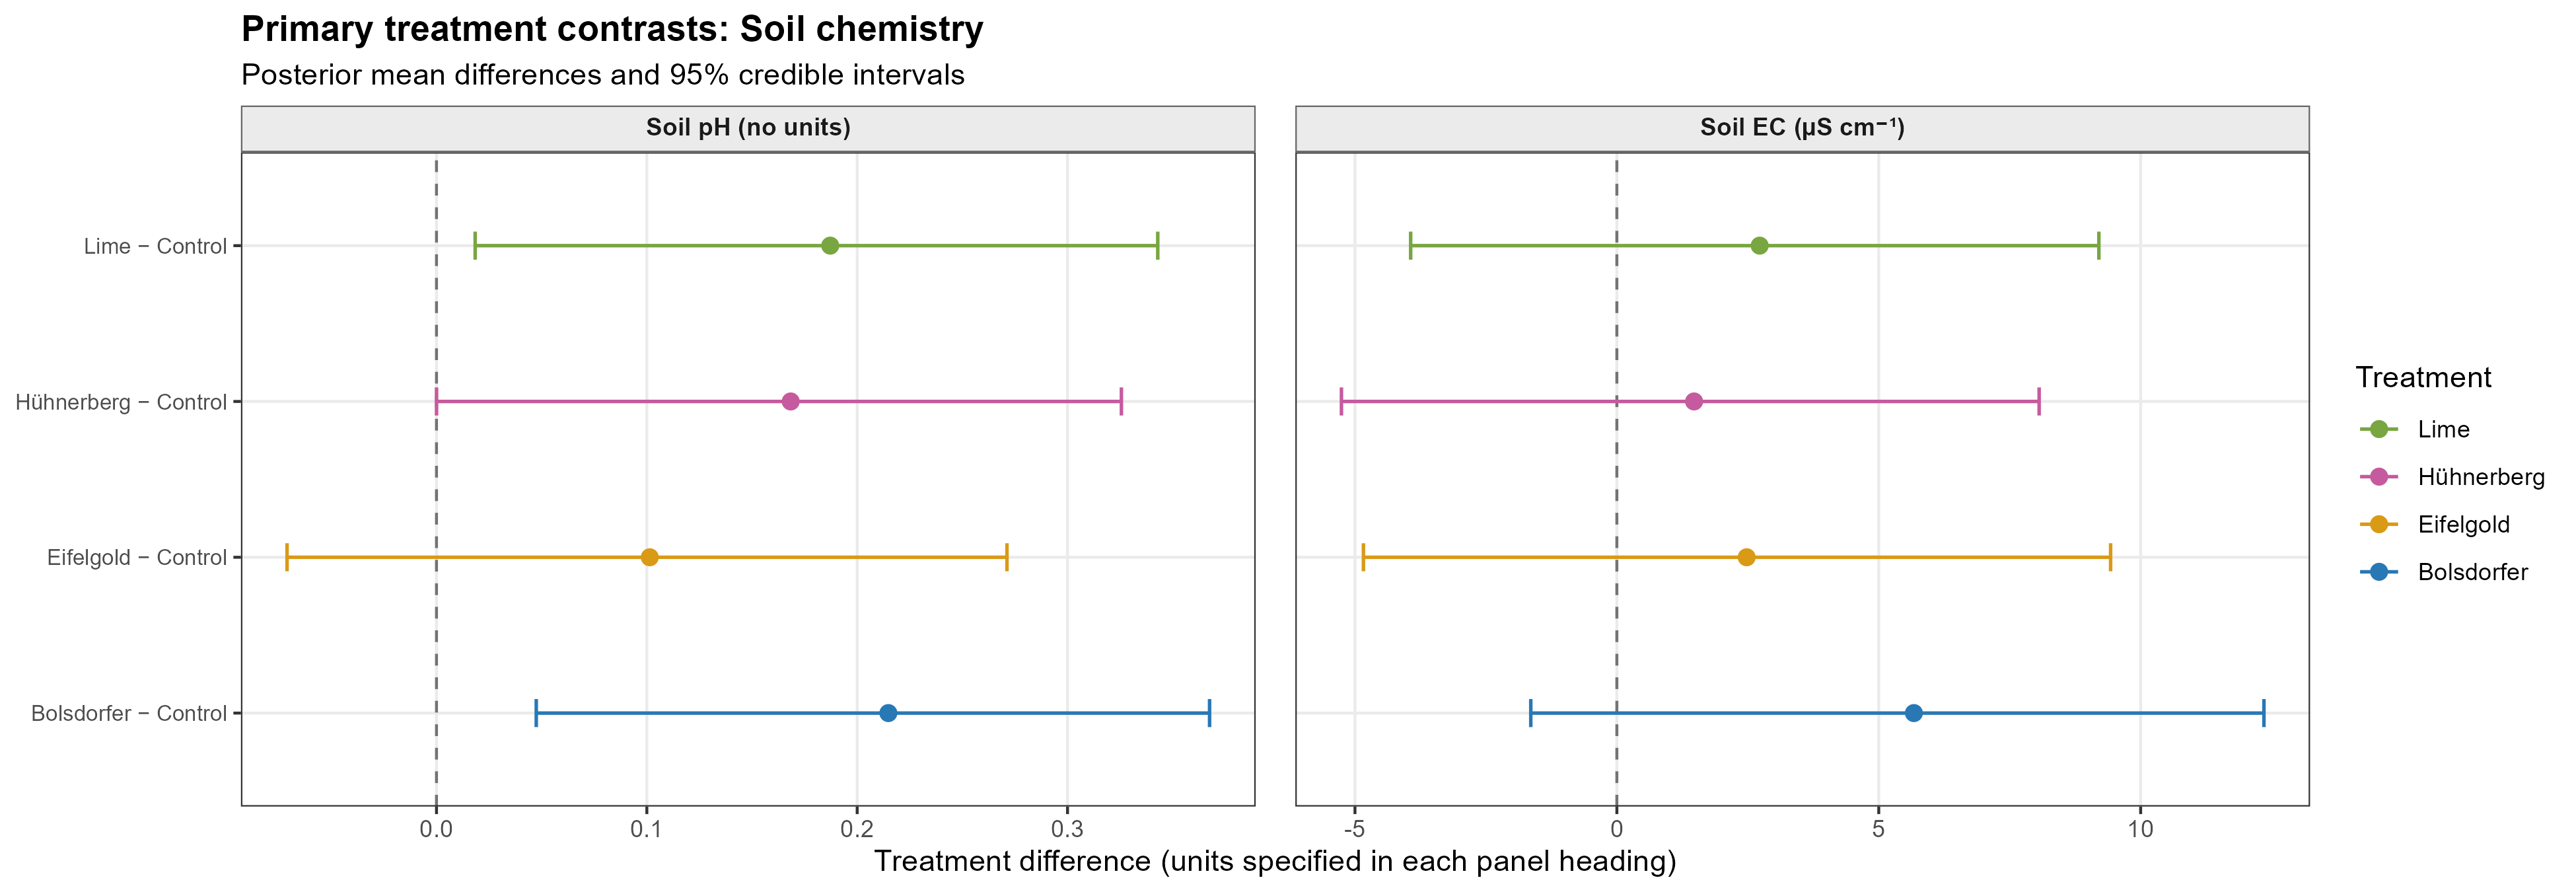 Primary treatment contrasts: Soil chemistry
Posterior mean differences and 95% credible intervals
Soil pH (no units)
Soil EC (µS cm⁻¹)
Lime − Control
Hühnerberg − Control
Eifelgold − Control
Bolsdorfer − Control
0.0 0.1 0.2 0.3
-5 0 5 10
Treatment difference (units specified in each panel heading)
Treatment
Lime
Hühnerberg
Eifelgold
Bolsdorfer